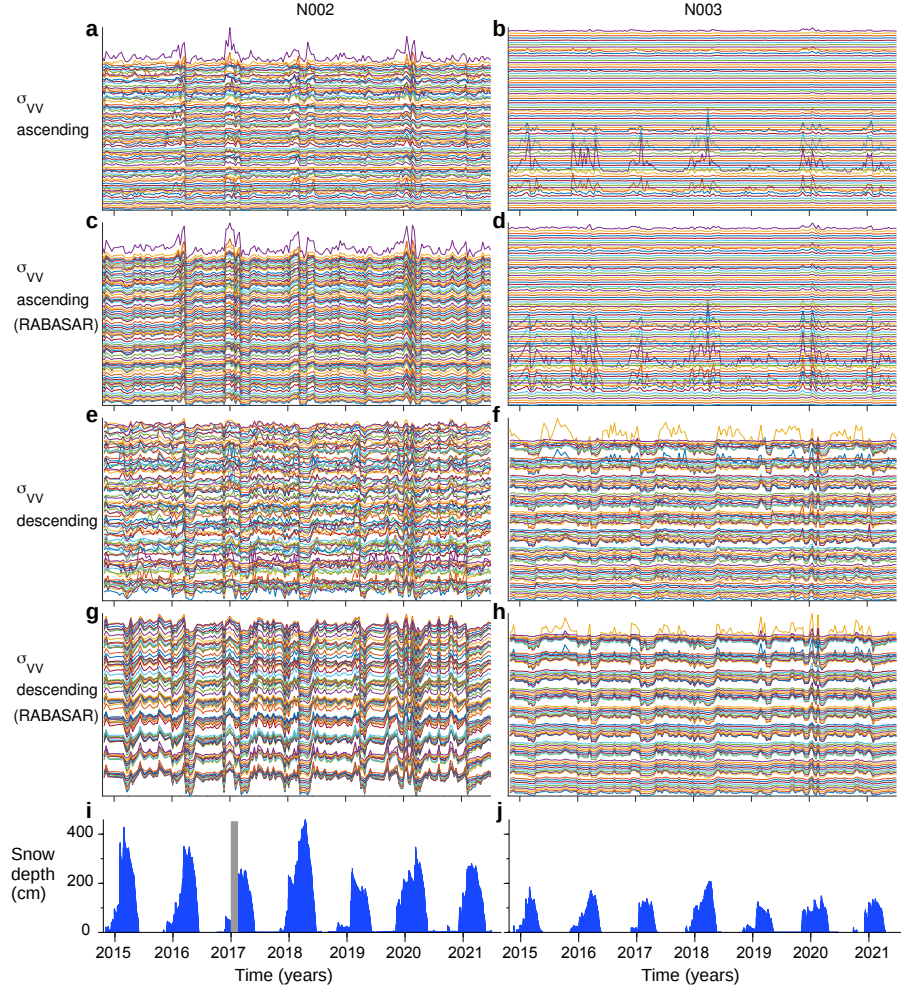 N002 N003
a b
σVV
ascending
c d
σVV
ascending
(RABASAR)
e f
σVV
descending
g h
σVV
descending
(RABASAR)
i j
Snow
depth
(cm)
400
200
0
2015 2016 2017 2018 2019 2020 2021 2015 2016 2017 2018 2019 2020 2021
Time (years) Time (years)